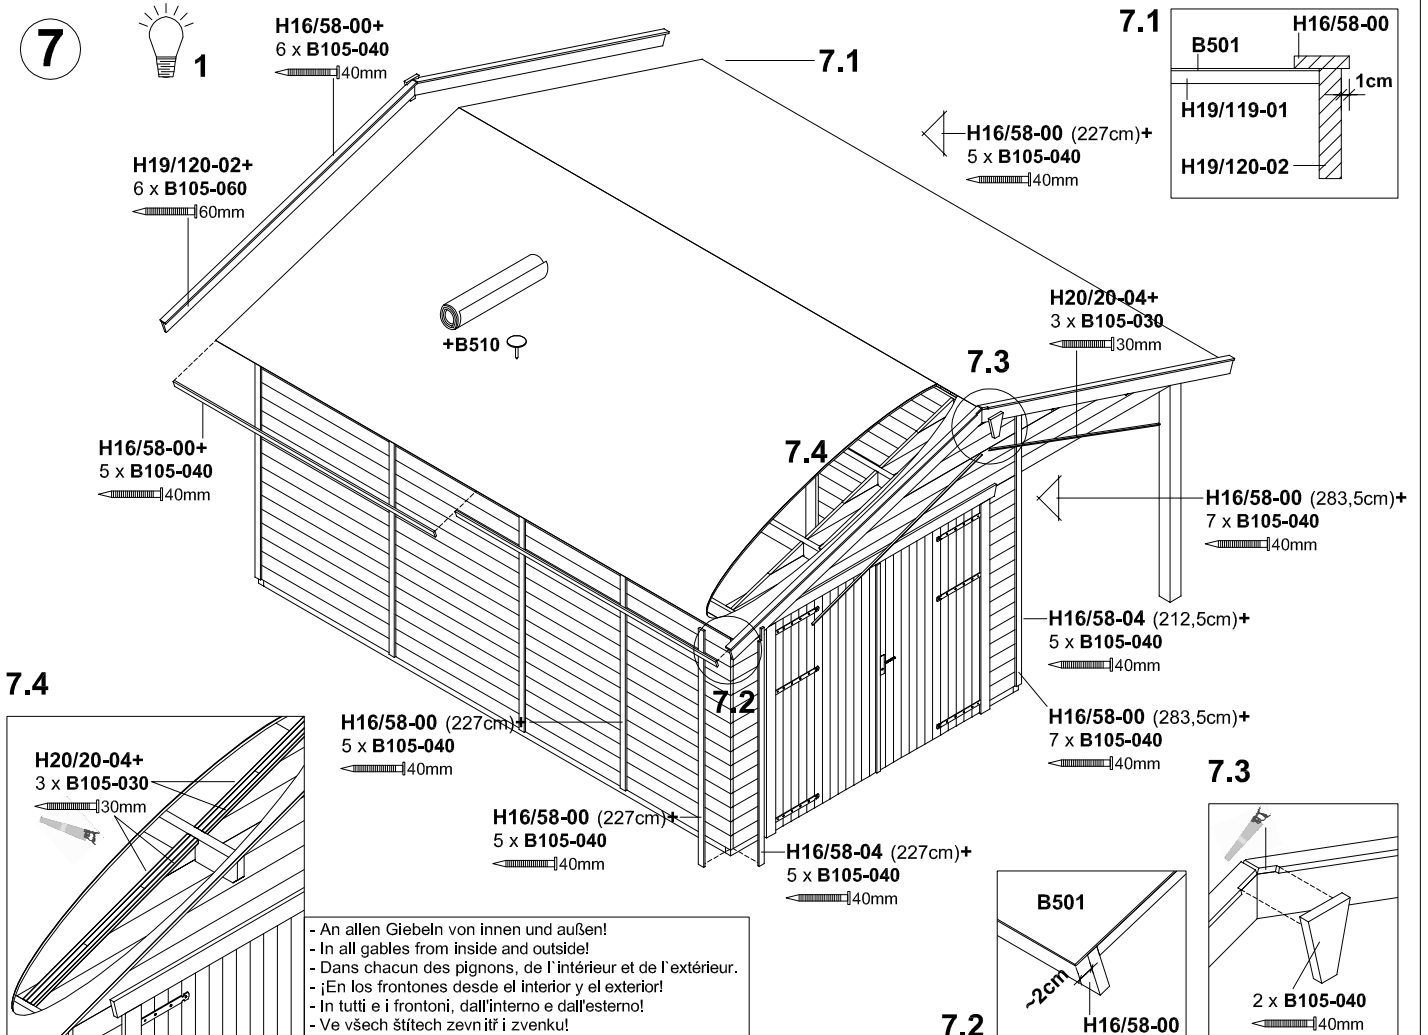 7
1
H16/58-00+
6 x B105-040
40mm
7.1
7.1
B501
H16/58-00
1cm
H19/119-01
H19/120-02
H16/58-00 (227cm)+
5 x B105-040
40mm
H19/120-02+
6 x B105-060
60mm
+B510
H20/20-04+
3 x B105-030
30mm
7.3
7.4
H16/58-00+
5 x B105-040
40mm
H16/58-00 (283,5cm)+
7 x B105-040
40mm
H16/58-04 (212,5cm)+
5 x B105-040
40mm
7.2
H16/58-00 (227cm)+
5 x B105-040
40mm
H16/58-00 (283,5cm)+
7 x B105-040
40mm
H16/58-00 (227cm)+
5 x B105-040
40mm
H16/58-04 (227cm)+
5 x B105-040
40mm
7.4
H20/20-04+
3 x B105-030
30mm
- An allen Giebeln von innen und außen!
- In all gables from inside and outside!
- Dans chacun des pignons, de l`intérieur et de l`extérieur.
- ¡En los frontones desde el interior y el exterior!
- In tutti e i frontoni, dall'interno e dall'esterno!
- Ve všech štítech zevnitř i zvenku!
7.2
B501
~2cm
H16/58-00
7.3
2 x B105-040
40mm